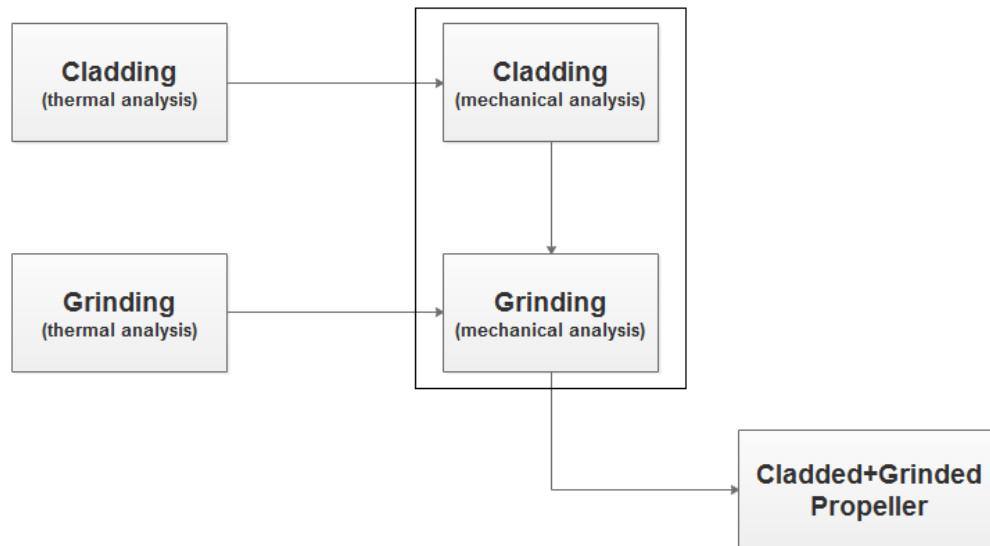 Cladding
(thermal analysis)
Cladding
(mechanical analysis)
Grinding
(thermal analysis)
Grinding
(mechanical analysis)
Cladded+Grinded
Propeller